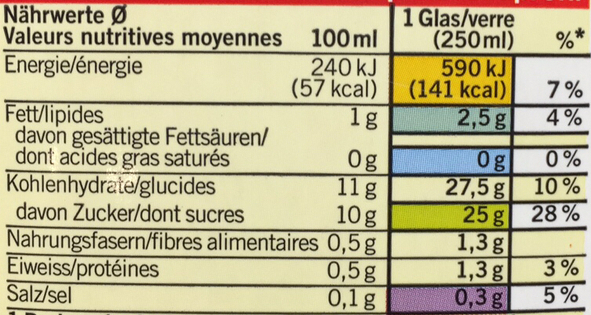 Nährwerte Ø 1 Glas/verre
Valeurs nutritives moyennes 100 ml (250 ml) %*
Energie/énergie 240 kJ 590 kJ
(57 kcal) (141 kcal) 7 %
Fett/lipides 1 g 2,5 g 4 %
davon gesättigte Fettsäuren/
dont acides gras saturés 0 g 0 g 0 %
Kohlenhydrate/glucides 11 g 27,5 g 10 %
davon Zucker/dont sucres 10 g 25 g 28 %
Nahrungsfasern/fibres alimentaires 0,5 g 1,3 g
Eiweiss/protéines 0,5 g 1,3 g 3 %
Salz/sel 0,1 g 0,3 g 5 %